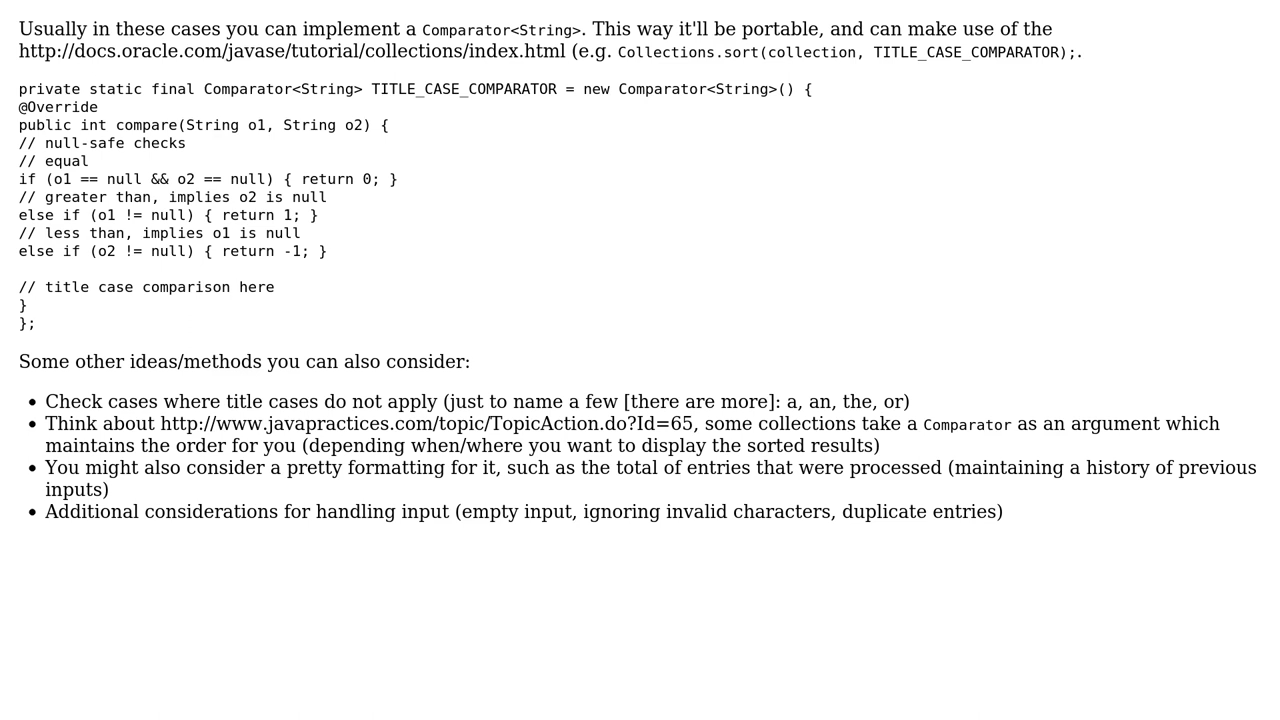 Usually in these cases you can implement a Comparator<String>. This way it'll be portable, and can make use of the
http://docs.oracle.com/javase/tutorial/collections/index.html (e.g. Collections.sort(collection, TITLE_CASE_COMPARATOR);.
private static final Comparator<String> TITLE_CASE_COMPARATOR = new Comparator<String>() {
@Override
public int compare(String o1, String o2) {
// null-safe checks
// equal
if (o1 == null && o2 == null) { return 0; }
// greater than, implies o2 is null
else if (o1 != null) { return 1; }
// less than, implies o1 is null
else if (o2 != null) { return -1; }
// title case comparison here
}
};
Some other ideas/methods you can also consider:
• Check cases where title cases do not apply (just to name a few [there are more]: a, an, the, or)
• Think about http://www.javapractices.com/topic/TopicAction.do?Id=65, some collections take a Comparator as an argument which
maintains the order for you (depending when/where you want to display the sorted results)
• You might also consider a pretty formatting for it, such as the total of entries that were processed (maintaining a history of previous
inputs)
• Additional considerations for handling input (empty input, ignoring invalid characters, duplicate entries)